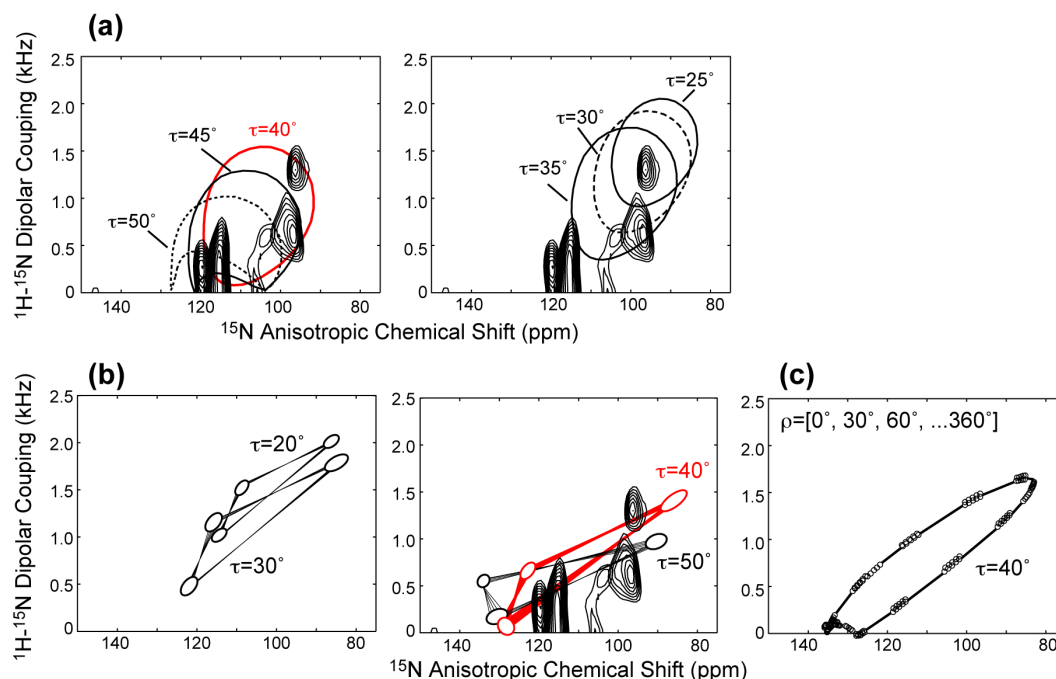 (a)
2.5
2.0
1.5
1.0
0.5
0
τ=45°
τ=40°
τ=50°
140 120 100 80
2.5
2.0
1.5
1.0
0.5
0
τ=25°
τ=30°
τ=35°
140 120 100 80
¹H-¹⁵N Dipolar Couping (kHz)
¹⁵N Anisotropic Chemical Shift (ppm)
(b)
2.5
2.0
1.5
1.0
0.5
0
τ=20°
τ=30°
140 120 100 80
2.5
2.0
1.5
1.0
0.5
0
τ=40°
τ=50°
140 120 100 80
¹H-¹⁵N Dipolar Couping (kHz)
¹⁵N Anisotropic Chemical Shift (ppm)
(c)
2.5
2.0
1.5
1.0
0.5
0
ρ=[0°, 30°, 60°, ...360°]
τ=40°
140 120 100 80